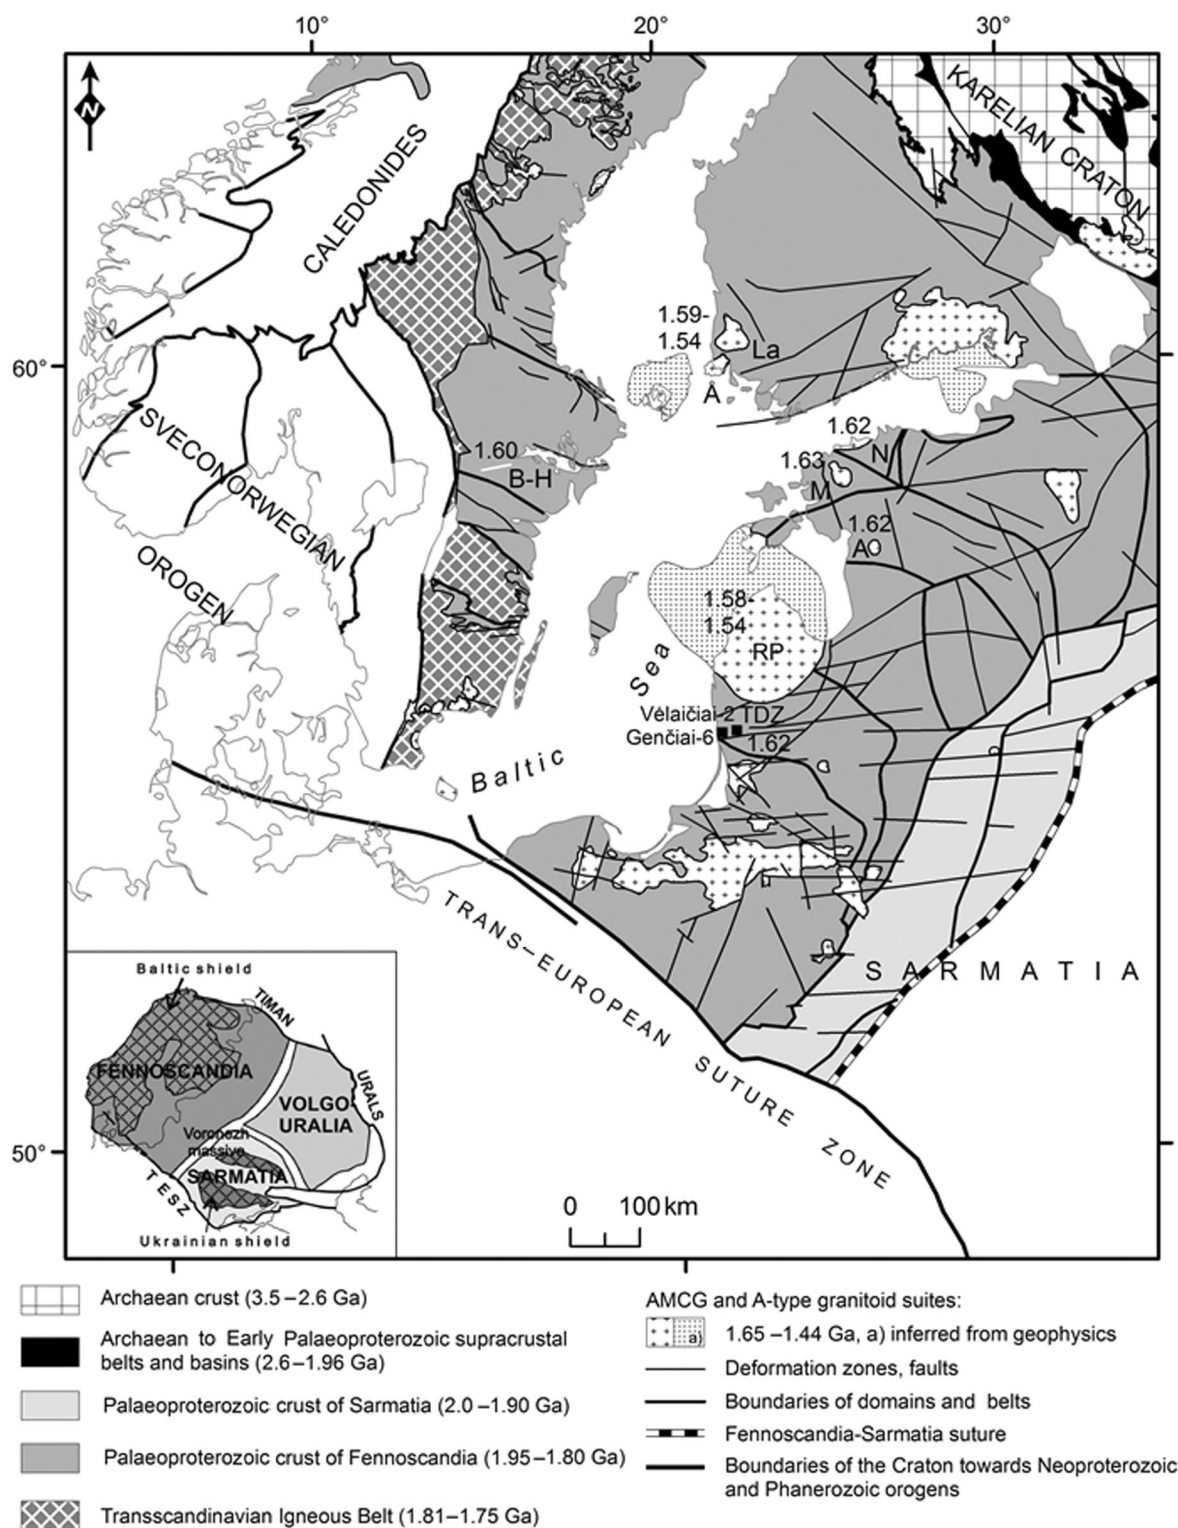 10° 20° 30°
N
KARELIAN CRATON
CALEDONIDES
1.59-
1.54
La
Å
60°
1.62
N
1.60
B-H
1.63
M
SVECONORWEGIAN
OROGEN
1.62
A
1.58-
1.54
RP
Baltic Sea
Vėlaičiai-2 TDZ
Genčiai-6
1.62
TRANS–EUROPEAN SUTURE ZONE
SARMATIA
Baltic shield
TIMAN
FENNOSCANDIA
URALS
VOLGO-
URALIA
Voronezh
massive
SARMATIA
TESZ
Ukrainian shield
50°
0 100 km
Archaean crust (3.5–2.6 Ga)
Archaean to Early Palaeoproterozoic supracrustal
belts and basins (2.6–1.96 Ga)
Palaeoproterozoic crust of Sarmatia (2.0–1.90 Ga)
Palaeoproterozoic crust of Fennoscandia (1.95–1.80 Ga)
Transscandinavian Igneous Belt (1.81–1.75 Ga)
AMCG and A-type granitoid suites:
a) 1.65–1.44 Ga, a) inferred from geophysics
Deformation zones, faults
Boundaries of domains and belts
Fennoscandia-Sarmatia suture
Boundaries of the Craton towards Neoproterozoic
and Phanerozoic orogens